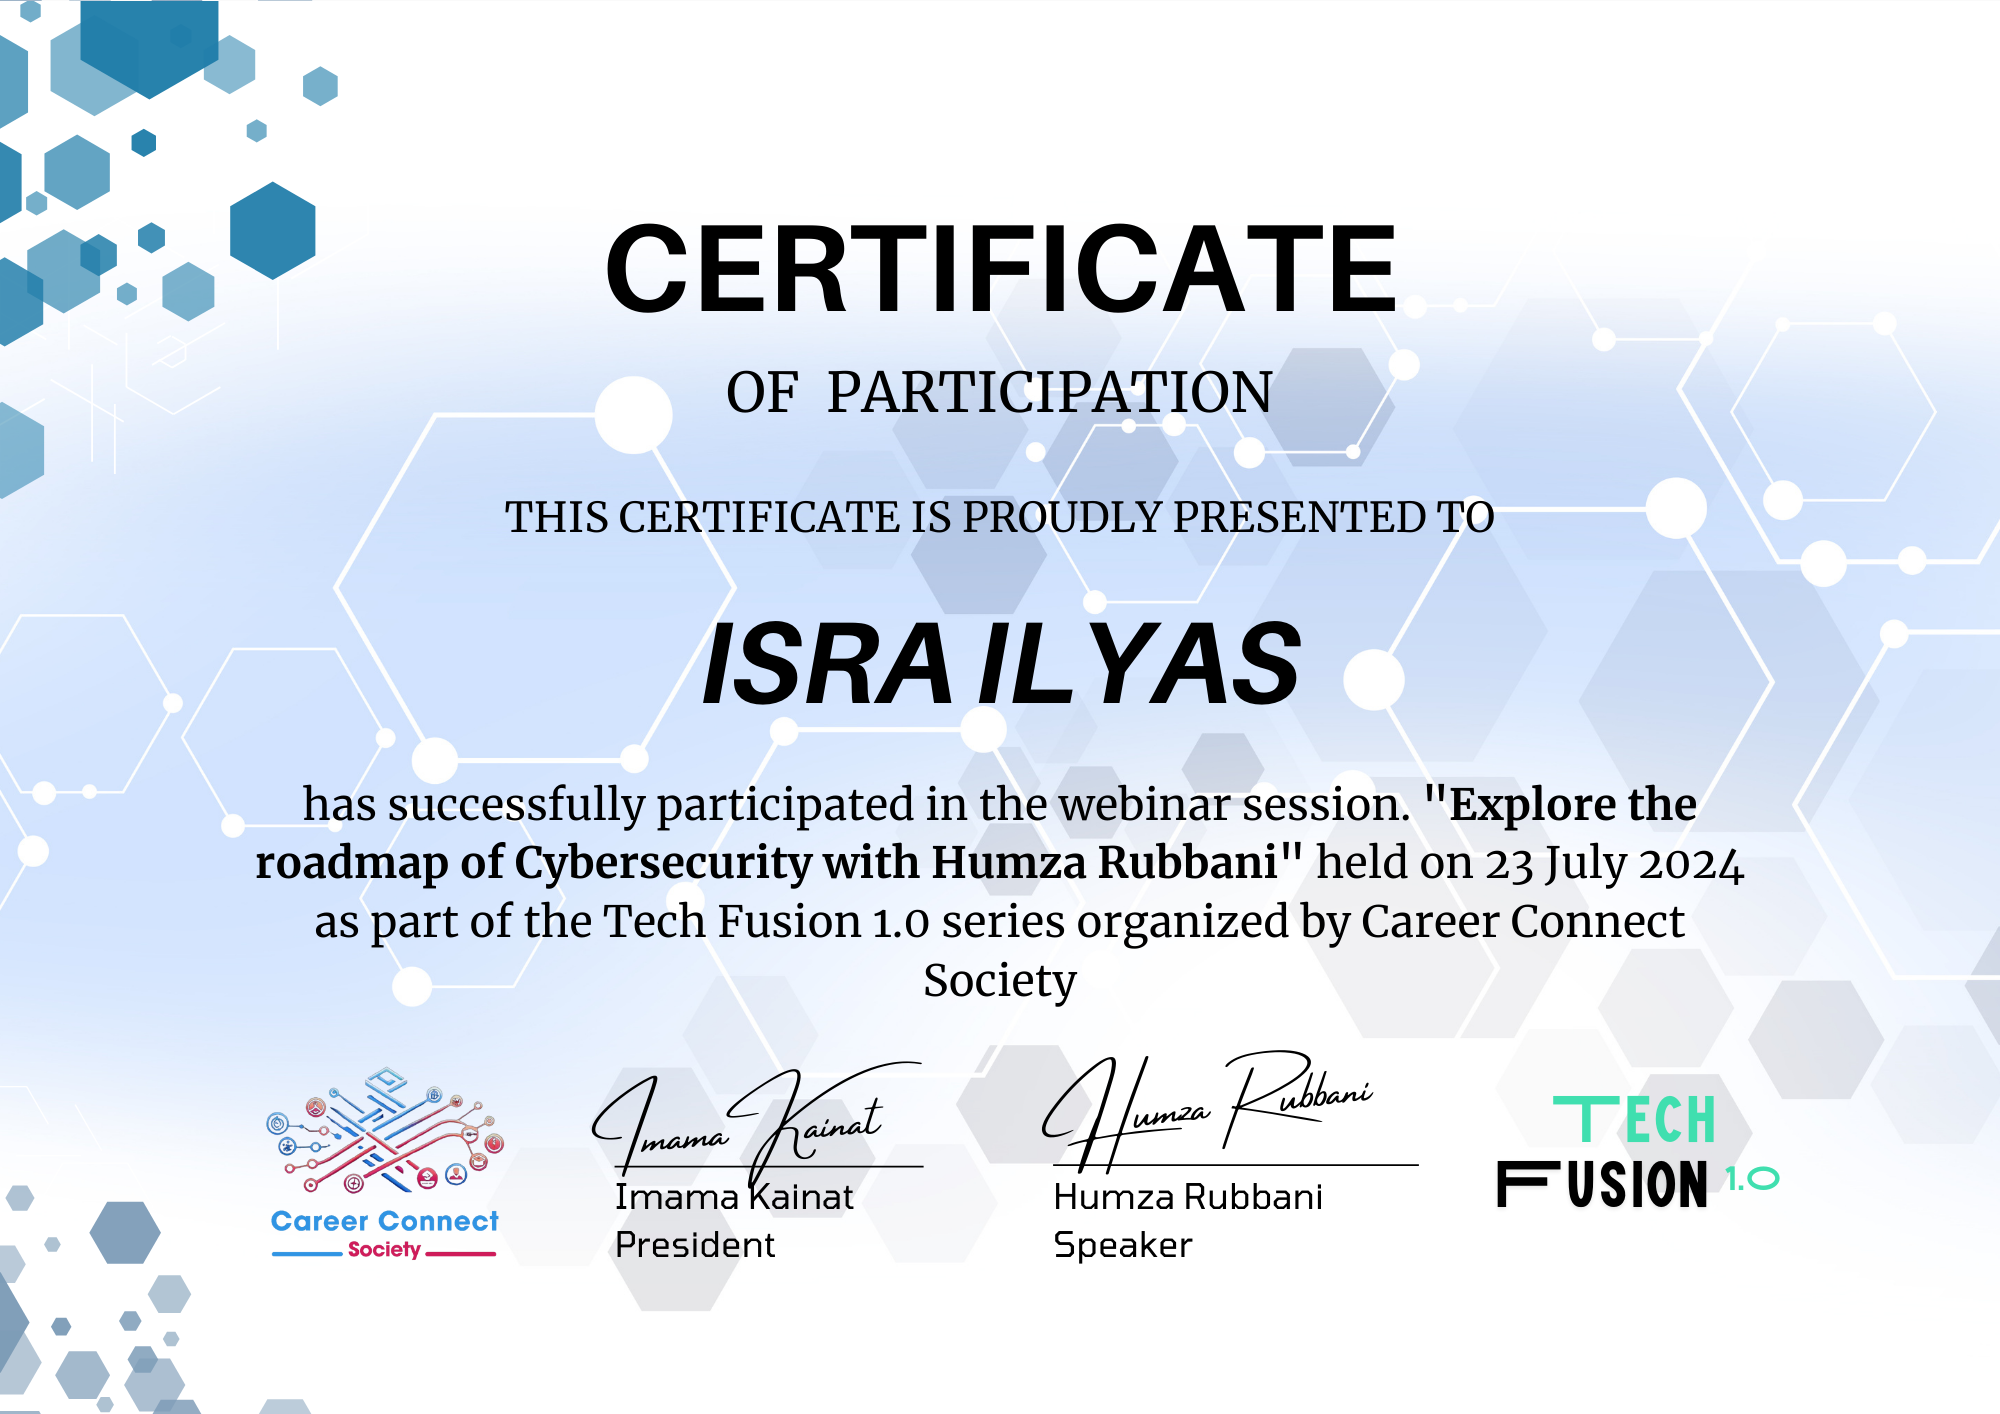 CERTIFICATE
OF PARTICIPATION
THIS CERTIFICATE IS PROUDLY PRESENTED TO
ISRA ILYAS
has successfully participated in the webinar session. "Explore the
roadmap of Cybersecurity with Humza Rubbani" held on 23 July 2024
as part of the Tech Fusion 1.0 series organized by Career Connect
Society
Imama Kainat
Humza Rubbani
Imama Kainat
President
Humza Rubbani
Speaker
Career Connect
Society
TECH
FUSION 1.0